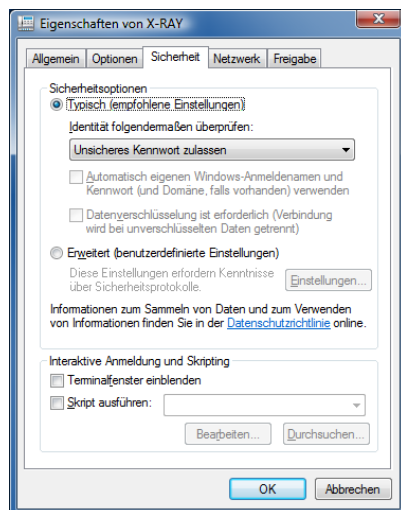 Eigenschaften von X-RAY
Allgemein Optionen Sicherheit Netzwerk Freigabe
Sicherheitsoptionen
Typisch (empfohlene Einstellungen)
Identität folgendermaßen überprüfen:
Unsicheres Kennwort zulassen
Automatisch eigenen Windows-Anmeldenamen und
Kennwort (und Domäne, falls vorhanden) verwenden
Datenverschlüsselung ist erforderlich (Verbindung
wird bei unverschlüsselten Daten getrennt)
Erweitert (benutzerdefinierte Einstellungen)
Diese Einstellungen erfordern Kenntnisse
über Sicherheitsprotokolle.
Einstellungen...
Informationen zum Sammeln von Daten und zum Verwenden
von Informationen finden Sie in der Datenschutzrichtlinie online.
Interaktive Anmeldung und Skripting
Terminalfenster einblenden
Skript ausführen:
Bearbeiten... Durchsuchen...
OK Abbrechen